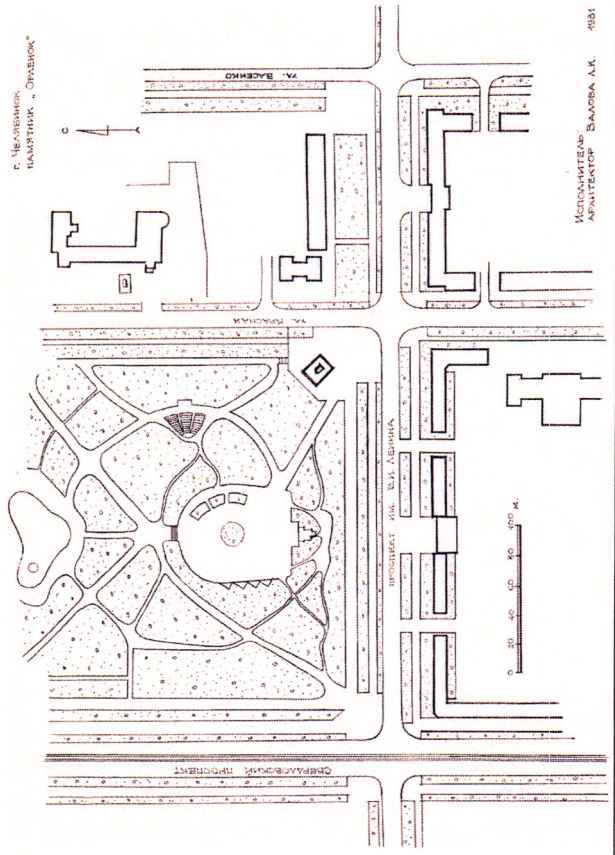 г. Челябинск
памятник „Орленок“
с
ул. Васенко
ул. Красная
проспект им. В.И. Ленина
Свердловский проспект
0 20 40 60 80 100 м.
Исполнитель:
архитектор Валова Л.К. 1981